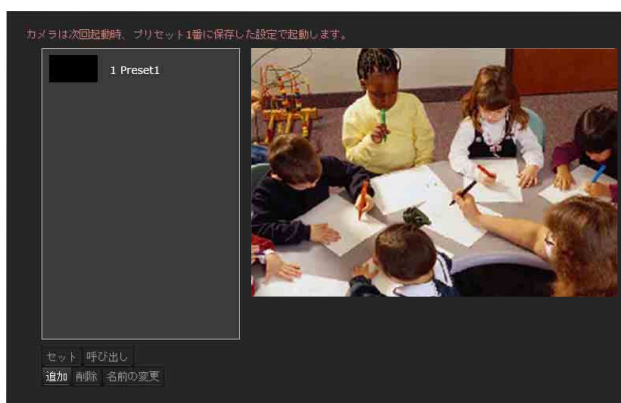 カメラは次回起動時、プリセット1番に保存した設定で起動します。
1 Preset1
セット 呼び出し
追加 削除 名前の変更